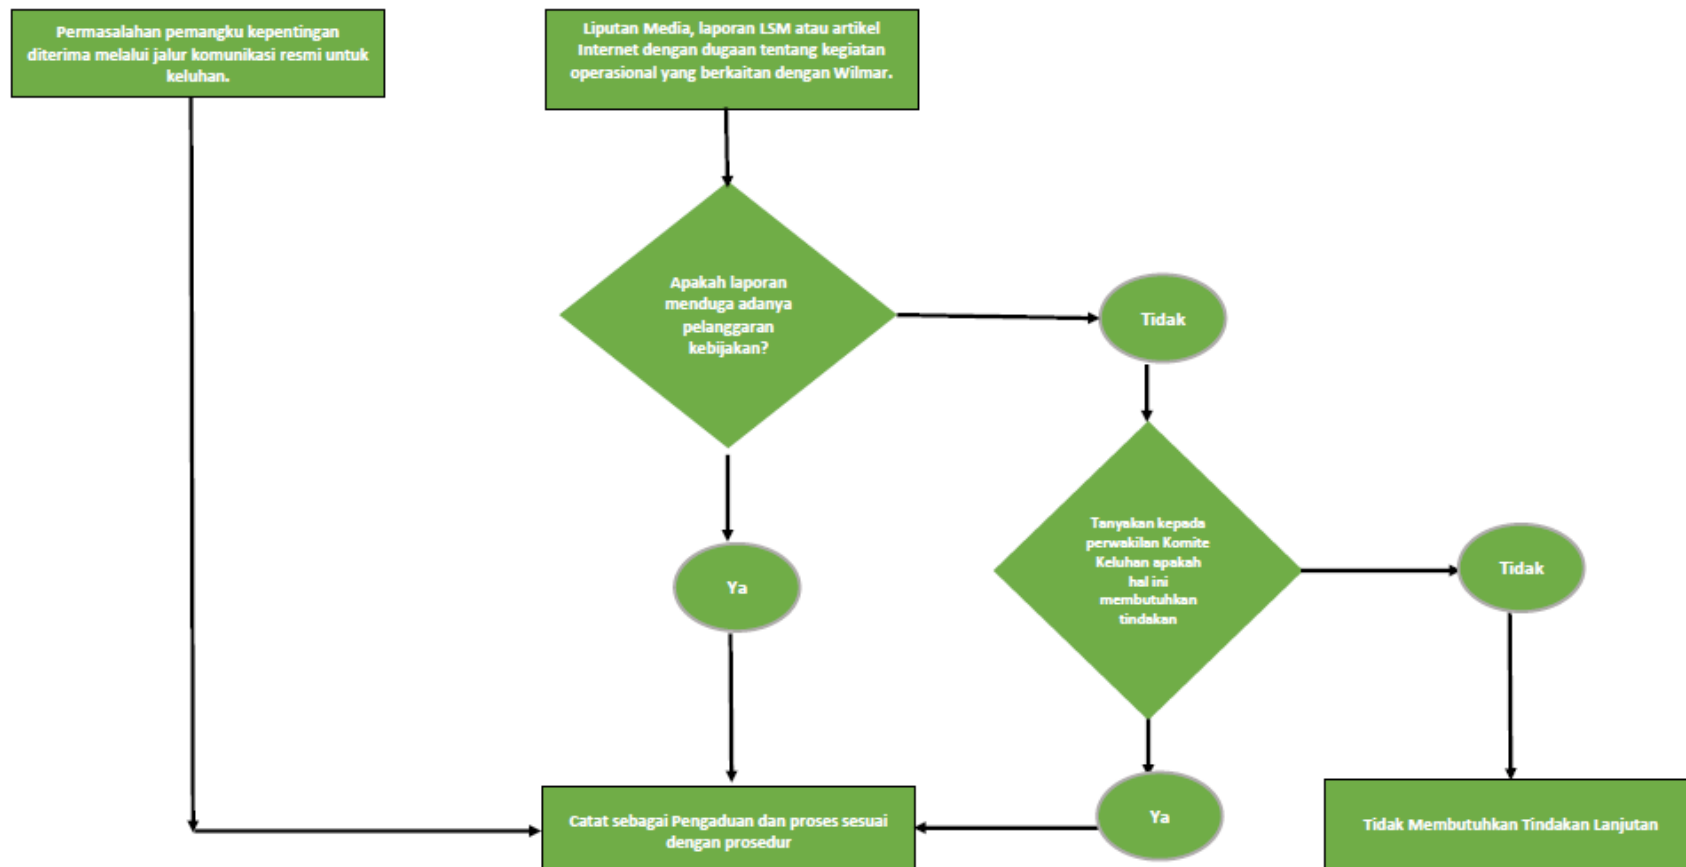 Permasalahan pemangku kepentingan
diterima melalui jalur komunikasi resmi untuk
keluhan.
Liputan Media, laporan LSM atau artikel
Internet dengan dugaan tentang kegiatan
operasional yang berkaitan dengan Wilmar.
Apakah laporan
menduga adanya
pelanggaran
kebijakan?
Tidak
Tanyakan kepada
perwakilan Komite
Keluhan apakah
hal ini
membutuhkan
tindakan
Tidak
Ya
Ya
Catat sebagai Pengaduan dan proses sesuai
dengan prosedur
Tidak Membutuhkan Tindakan Lanjutan